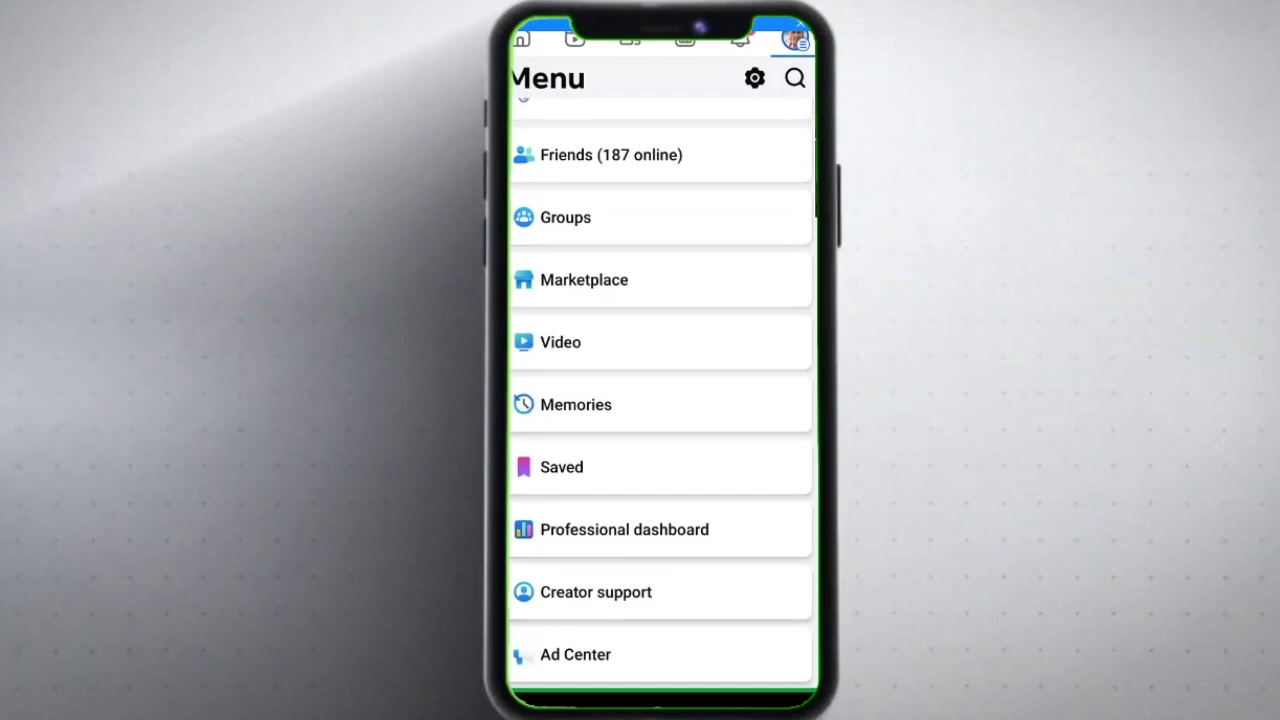 Menu
Friends (187 online)
Groups
Marketplace
Video
Memories
Saved
Professional dashboard
Creator support
Ad Center